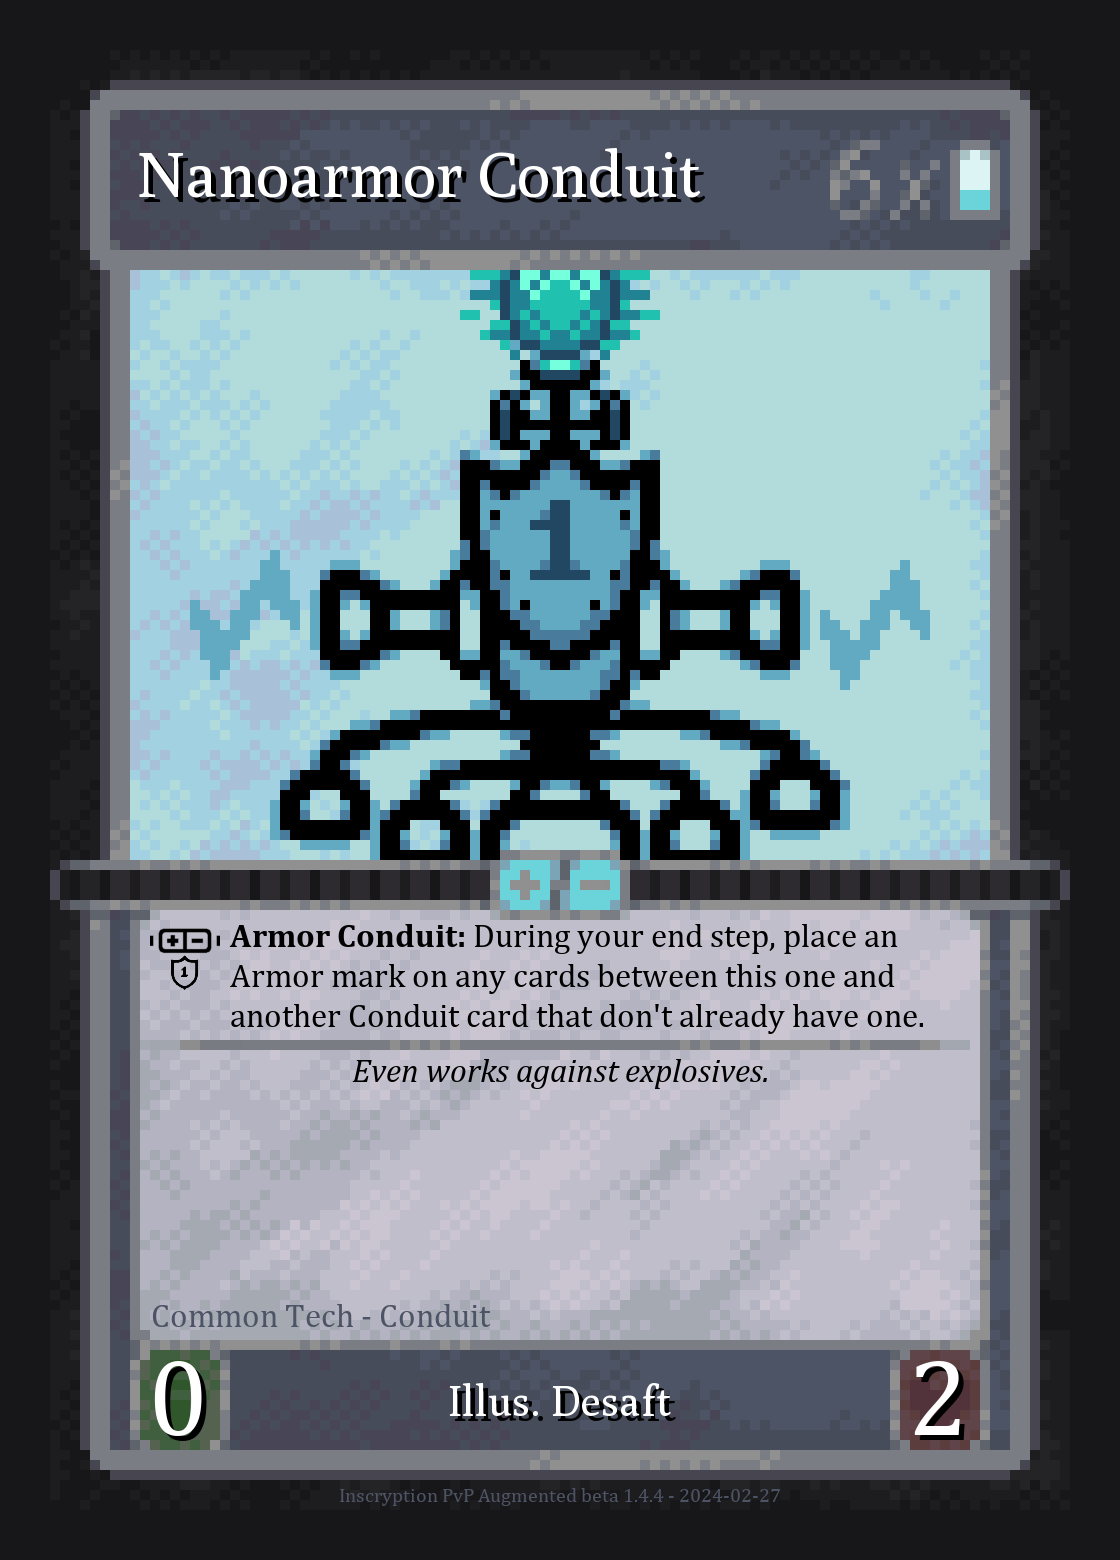 Nanoarmor Conduit 6x
1
+ / -
Armor Conduit: During your end step, place an
1 Armor mark on any cards between this one and
another Conduit card that don't already have one.
Even works against explosives.
Common Tech - Conduit
0 Illus. Desaft 2
Inscryption PvP Augmented beta 1.4.4 - 2024-02-27